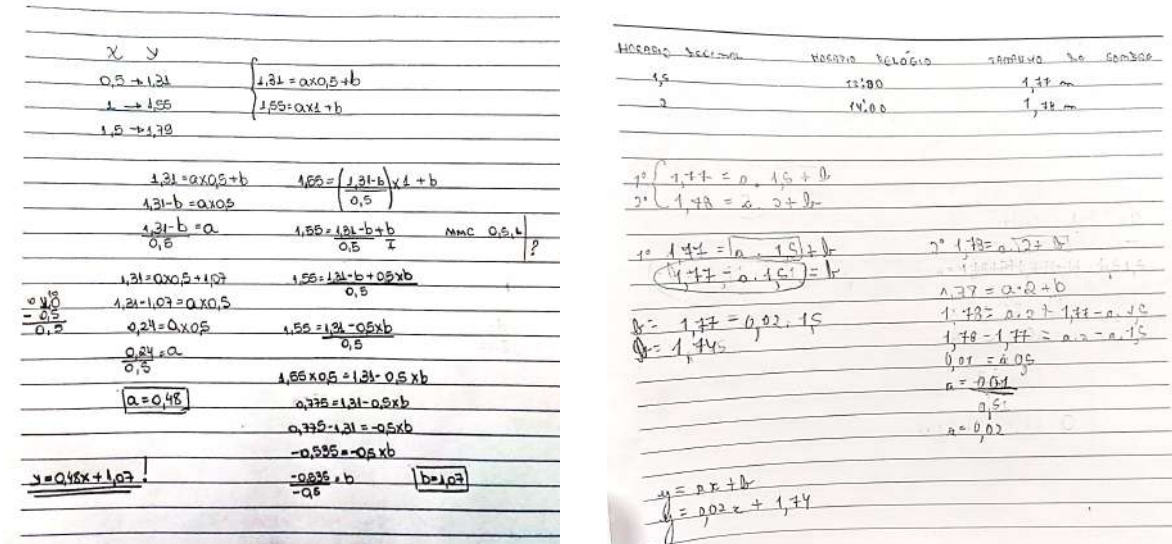 x y
0,5 → 1,31
1 → 1,55
1,5 → 1,79
1,31 = a x 0,5 + b
1,55 = a x 1 + b
1,31 = a x 0,5 + b
1,31 - b = a x 0,5
1,31 - b = a
0,5
1,31 = a x 0,5 + 1,07
1,31 - 1,07 = a x 0,5
0,24 = a x 0,5
0,24 = a
0,5
a = 0,48
- 0,5
0,5
y = 0,48x + 1,07 !
1,55 = (1,31 - b) x 1 + b
0,5
1,55 = 1,31 - b + b
0,5 1
MMC 0,5, 1
?
1,55 = 1,31 - b + 0,5 x b
0,5
1,55 = 1,31 - 0,5 x b
0,5
1,55 x 0,5 = 1,31 - 0,5 x b
0,775 = 1,31 - 0,5 x b
0,775 - 1,31 = -0,5 x b
-0,535 = -0,5 x b
-0,535 = b
-0,5
b = 1,07
HORÁRIO DECIMAL HORÁRIO RELÓGIO TAMANHO DA SOMBRA
1,5 1,77 m
2 14:00 1,78 m
1º 1,77 = a . 1,5 + b
2º 1,78 = a . 2 + b
1º 1,77 = a . 1,5 + b
1,77 - a . 1,5 = b
b = 1,77 - 0,02 . 1,5
b = 1,74
2º 1,78 = a . 2 + b
1,78 = a . 2 + b
1,78 = a . 2 + 1,77 - a . 1,5
1,78 - 1,77 = a . 2 - a . 1,5
0,01 = a 0,5
a = 0,01
0,5
a = 0,02
y = ax + b
y = 0,02x + 1,74